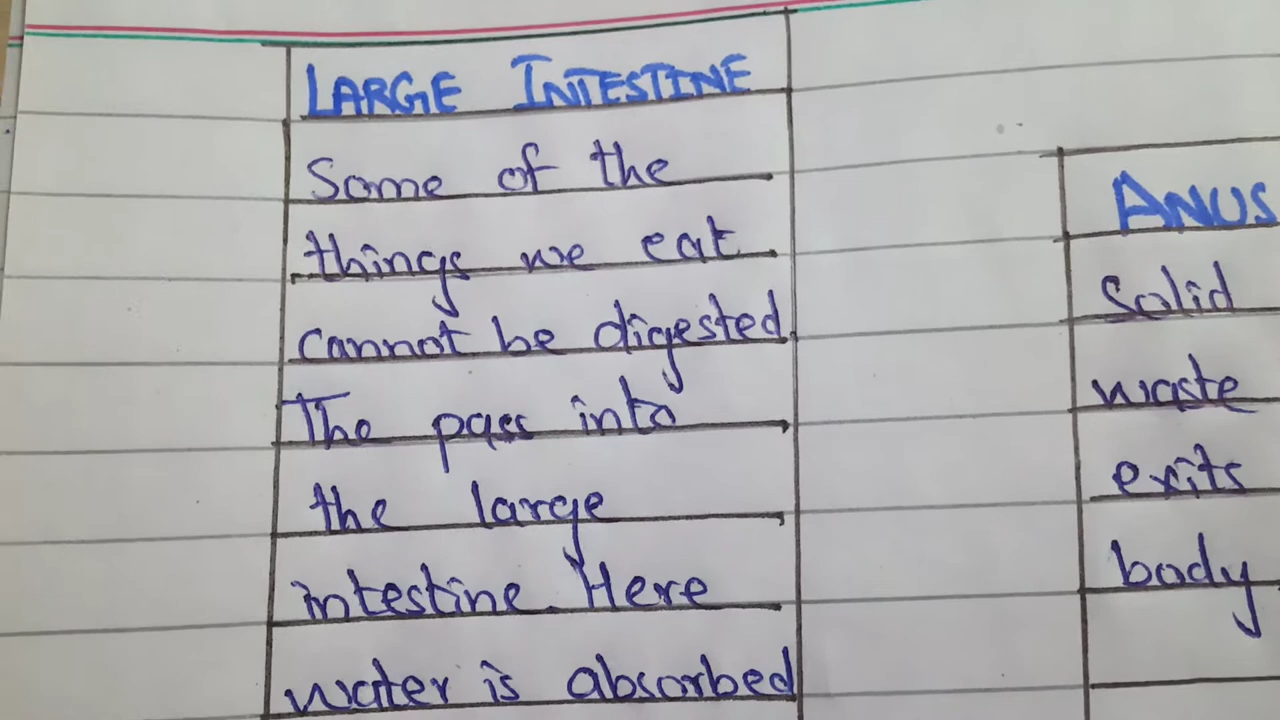 LARGE INTESTINE
Some of the
things we eat
cannot be digested
The pass into
the large
intestine. Here
water is absorbed
ANUS
Solid
waste
exits
body.